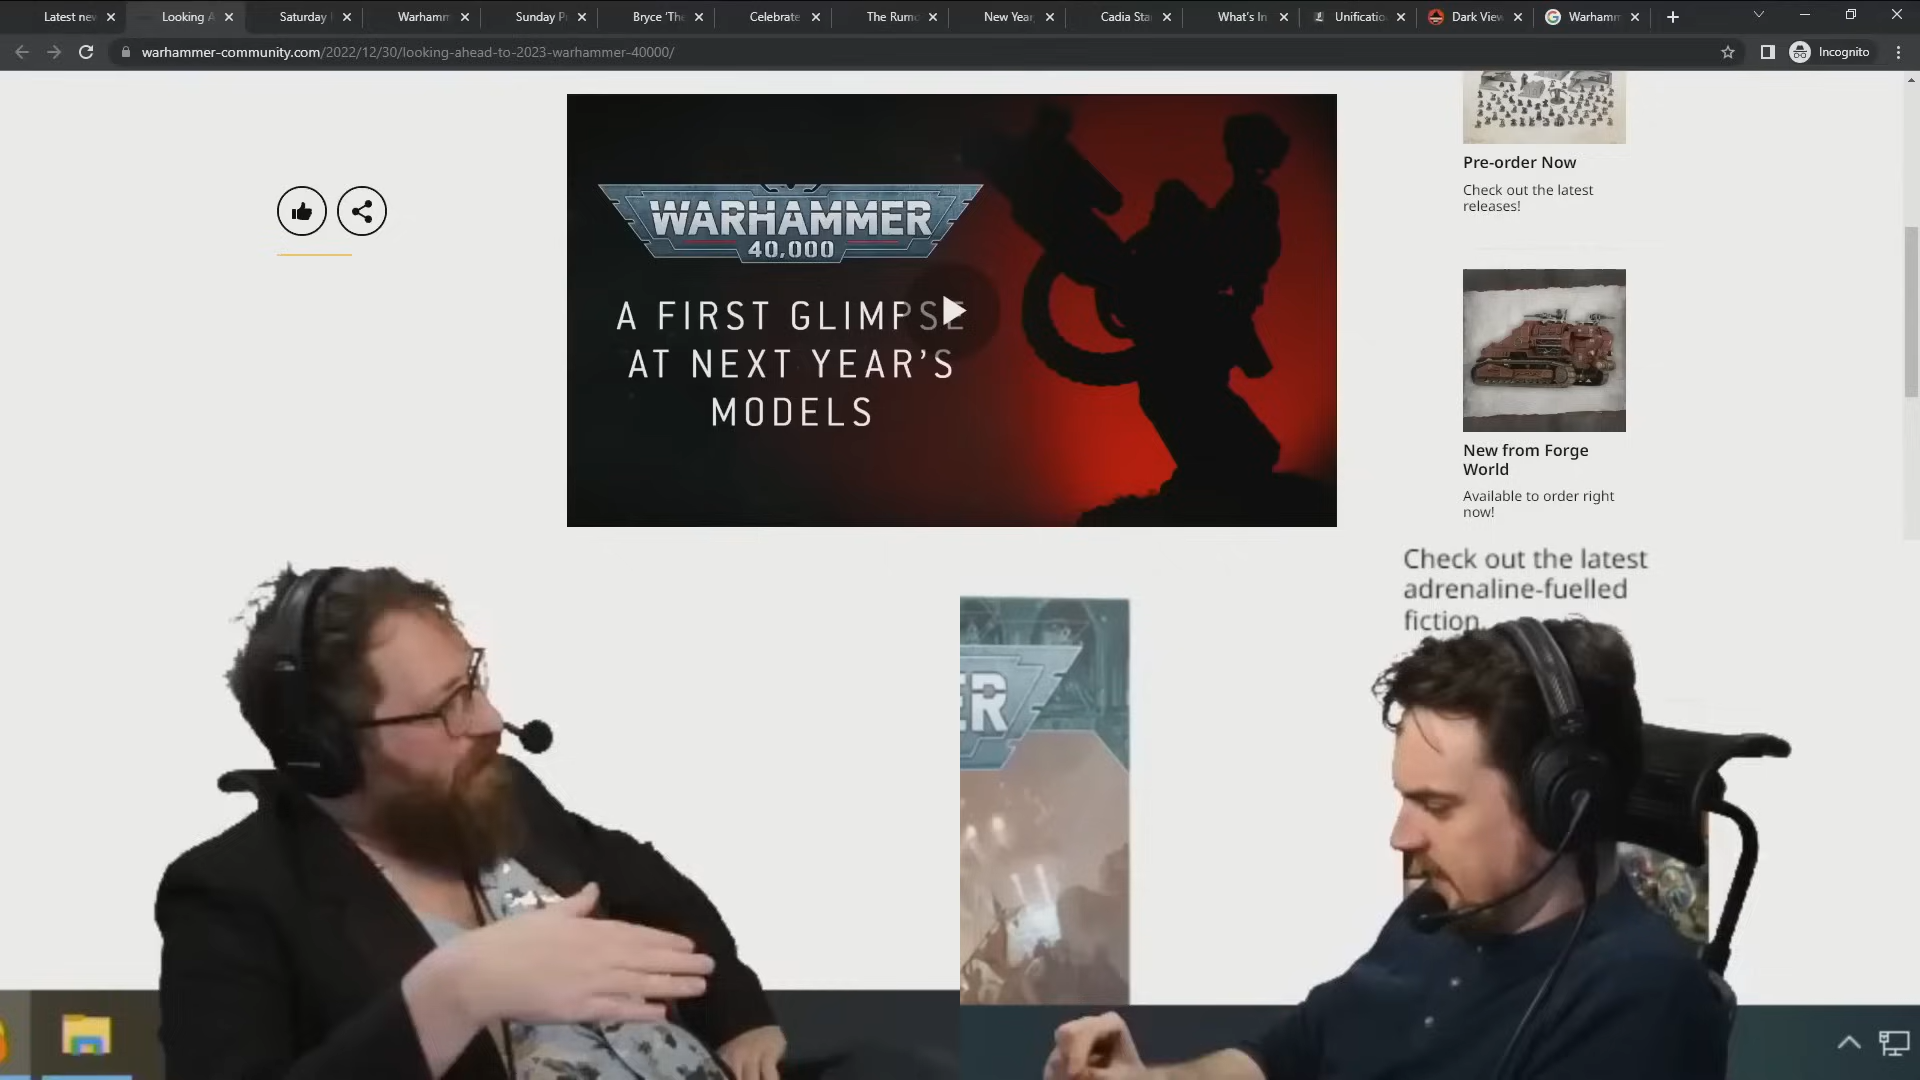 Latest new
Looking A
Saturday
Warhamm
Sunday P
Bryce 'The
Celebrate
The Rumo
New Year
Cadia Sta
What's In
Unificatio
Dark View
Warhamm
warhammer-community.com/2022/12/30/looking-ahead-to-2023-warhammer-40000/
Incognito
WARHAMMER
40,000
A FIRST GLIMPSE
AT NEXT YEAR'S
MODELS
Pre-order Now
Check out the latest
releases!
New from Forge
World
Available to order right
now!
Check out the latest
adrenaline-fuelled
fiction.
ER